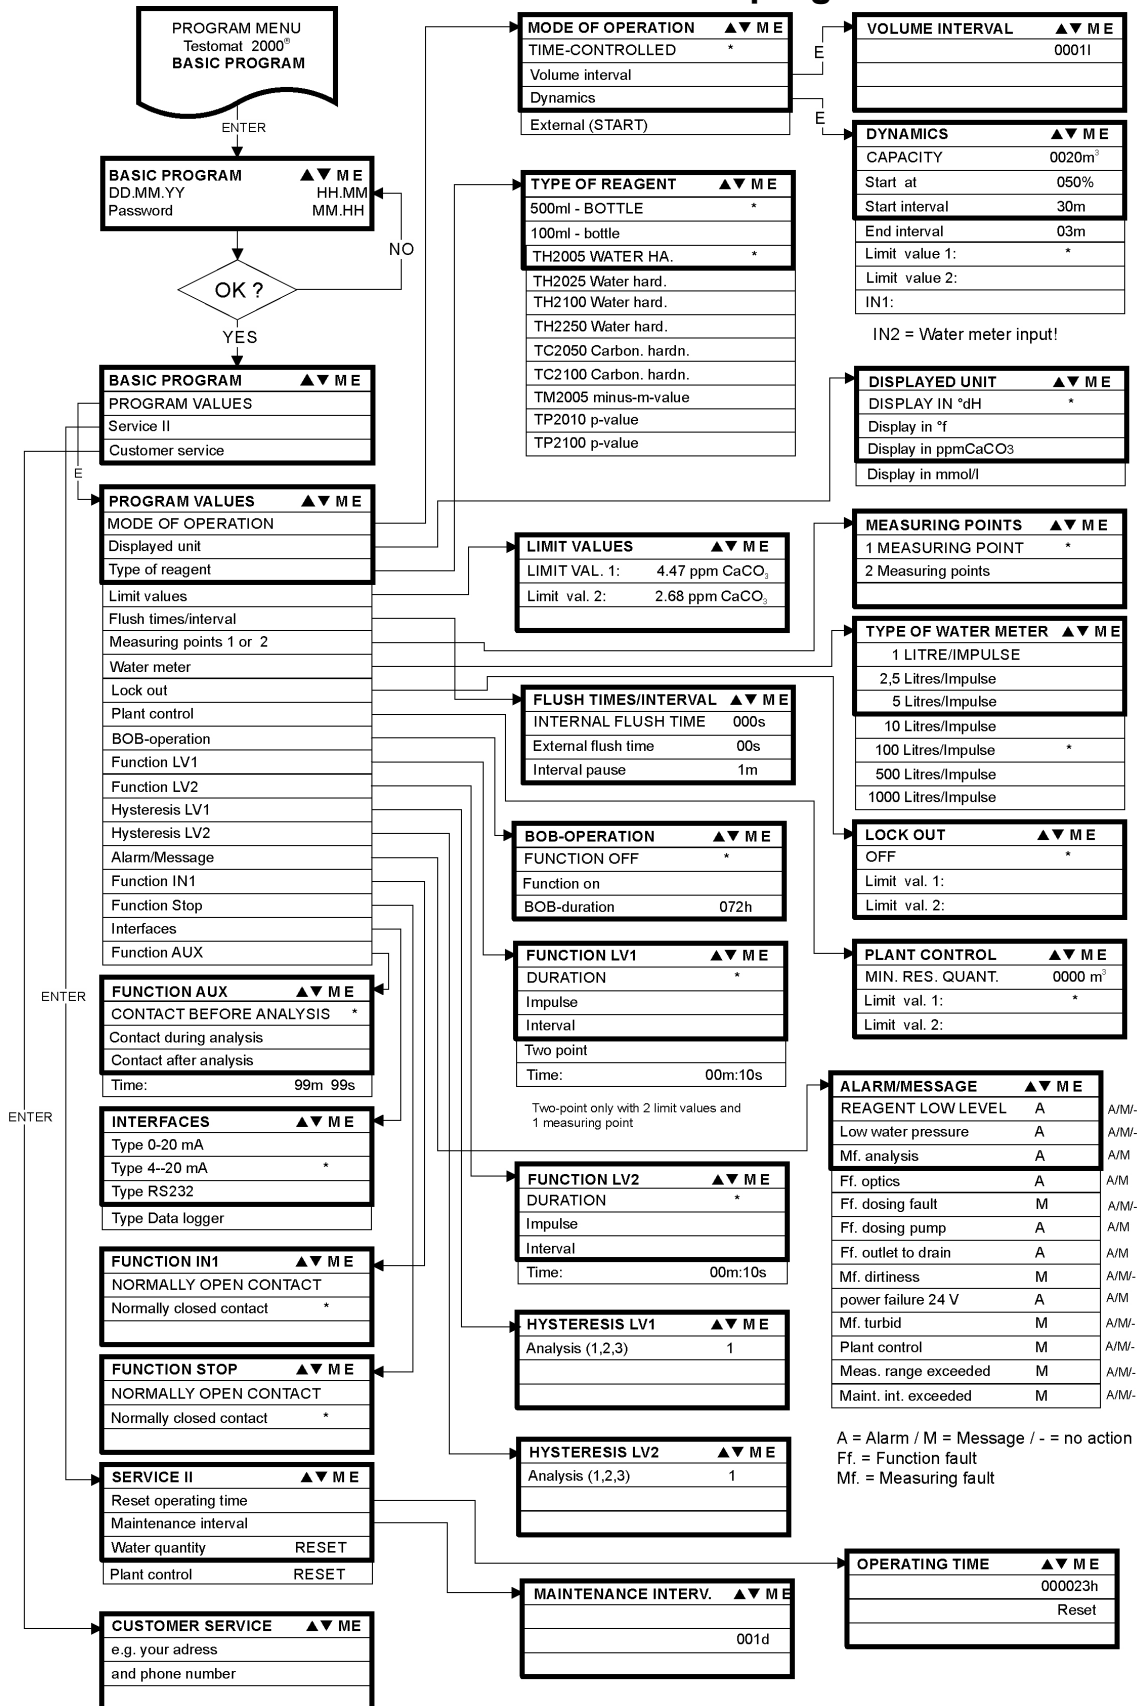 PROGRAM MENU
Testomat 2000®
BASIC PROGRAM
ENTER
BASIC PROGRAM ▲▼ M E
DD.MM.YY HH.MM
Password MM.HH
NO
OK ?
YES
BASIC PROGRAM ▲▼ M E
PROGRAM VALUES
Service II
Customer service
E
PROGRAM VALUES ▲▼ M E
MODE OF OPERATION
Displayed unit
Type of reagent
Limit values
Flush times/interval
Measuring points 1 or 2
Water meter
Lock out
Plant control
BOB-operation
Function LV1
Function LV2
Hysteresis LV1
Hysteresis LV2
Alarm/Message
Function IN1
Function Stop
Interfaces
Function AUX
ENTER
ENTER
FUNCTION AUX ▲▼ M E
CONTACT BEFORE ANALYSIS *
Contact during analysis
Contact after analysis
Time: 99m 99s
INTERFACES ▲▼ M E
Type 0-20 mA
Type 4--20 mA *
Type RS232
Type Data logger
FUNCTION IN1 ▲▼ M E
NORMALLY OPEN CONTACT
Normally closed contact *
FUNCTION STOP ▲▼ M E
NORMALLY OPEN CONTACT
Normally closed contact *
SERVICE II ▲▼ M E
Reset operating time
Maintenance interval
Water quantity RESET
Plant control RESET
CUSTOMER SERVICE ▲▼ ME
e.g. your adress
and phone number
MODE OF OPERATION ▲▼ M E
TIME-CONTROLLED *
Volume interval
Dynamics
External (START)
E
E
TYPE OF REAGENT ▲▼ M E
500ml - BOTTLE *
100ml - bottle
TH2005 WATER HA. *
TH2025 Water hard.
TH2100 Water hard.
TH2250 Water hard.
TC2050 Carbon. hardn.
TC2100 Carbon. hardn.
TM2005 minus-m-value
TP2010 p-value
TP2100 p-value
LIMIT VALUES ▲▼ M E
LIMIT VAL. 1: 4.47 ppm CaCO₃
Limit val. 2: 2.68 ppm CaCO₃
FLUSH TIMES/INTERVAL ▲▼ M E
INTERNAL FLUSH TIME 000s
External flush time 00s
Interval pause 1m
BOB-OPERATION ▲▼ M E
FUNCTION OFF *
Function on
BOB-duration 072h
FUNCTION LV1 ▲▼ M E
DURATION *
Impulse
Interval
Two point
Time: 00m:10s
Two-point only with 2 limit values and
1 measuring point
FUNCTION LV2 ▲▼ M E
DURATION *
Impulse
Interval
Time: 00m:10s
HYSTERESIS LV1 ▲▼ M E
Analysis (1,2,3) 1
HYSTERESIS LV2 ▲▼ M E
Analysis (1,2,3) 1
MAINTENANCE INTERV. ▲▼ M E
001d
VOLUME INTERVAL ▲▼ M E
0001l
DYNAMICS ▲▼ M E
CAPACITY 0020m³
Start at 050%
Start interval 30m
End interval 03m
Limit value 1: *
Limit value 2:
IN1:
IN2 = Water meter input!
DISPLAYED UNIT ▲▼ M E
DISPLAY IN °dH *
Display in °f
Display in ppmCaCO3
Display in mmol/l
MEASURING POINTS ▲▼ M E
1 MEASURING POINT *
2 Measuring points
TYPE OF WATER METER ▲▼ M E
1 LITRE/IMPULSE
2,5 Litres/Impulse
5 Litres/Impulse
10 Litres/Impulse
100 Litres/Impulse *
500 Litres/Impulse
1000 Litres/Impulse
LOCK OUT ▲▼ M E
OFF *
Limit val. 1:
Limit val. 2:
PLANT CONTROL ▲▼ M E
MIN. RES. QUANT. 0000 m³
Limit val. 1: *
Limit val. 2:
ALARM/MESSAGE ▲▼ M E
REAGENT LOW LEVEL A A/M/-
Low water pressure A A/M/-
Mf. analysis A A/M
Ff. optics A A/M
Ff. dosing fault M A/M/-
Ff. dosing pump A A/M
Ff. outlet to drain A A/M
Mf. dirtiness M A/M/-
power failure 24 V A A/M
Mf. turbid M A/M/-
Plant control M A/M/-
Meas. range exceeded M A/M/-
Maint. int. exceeded M A/M/-
A = Alarm / M = Message / - = no action
Ff. = Function fault
Mf. = Measuring fault
OPERATING TIME ▲▼ M E
000023h
Reset